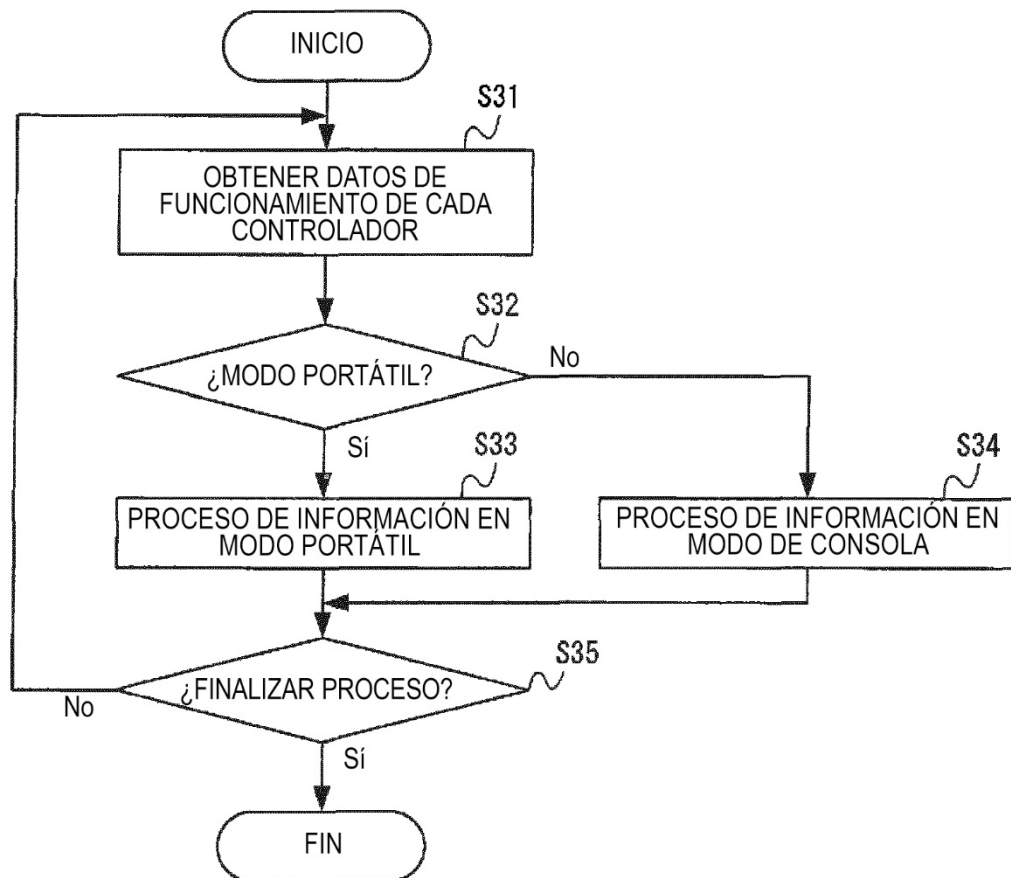 INICIO
S31
OBTENER DATOS DE
FUNCIONAMIENTO DE CADA
CONTROLADOR
S32
¿MODO PORTÁTIL?
No
Sí
S33
PROCESO DE INFORMACIÓN EN
MODO PORTÁTIL
S34
PROCESO DE INFORMACIÓN EN
MODO DE CONSOLA
S35
¿FINALIZAR PROCESO?
No
Sí
FIN